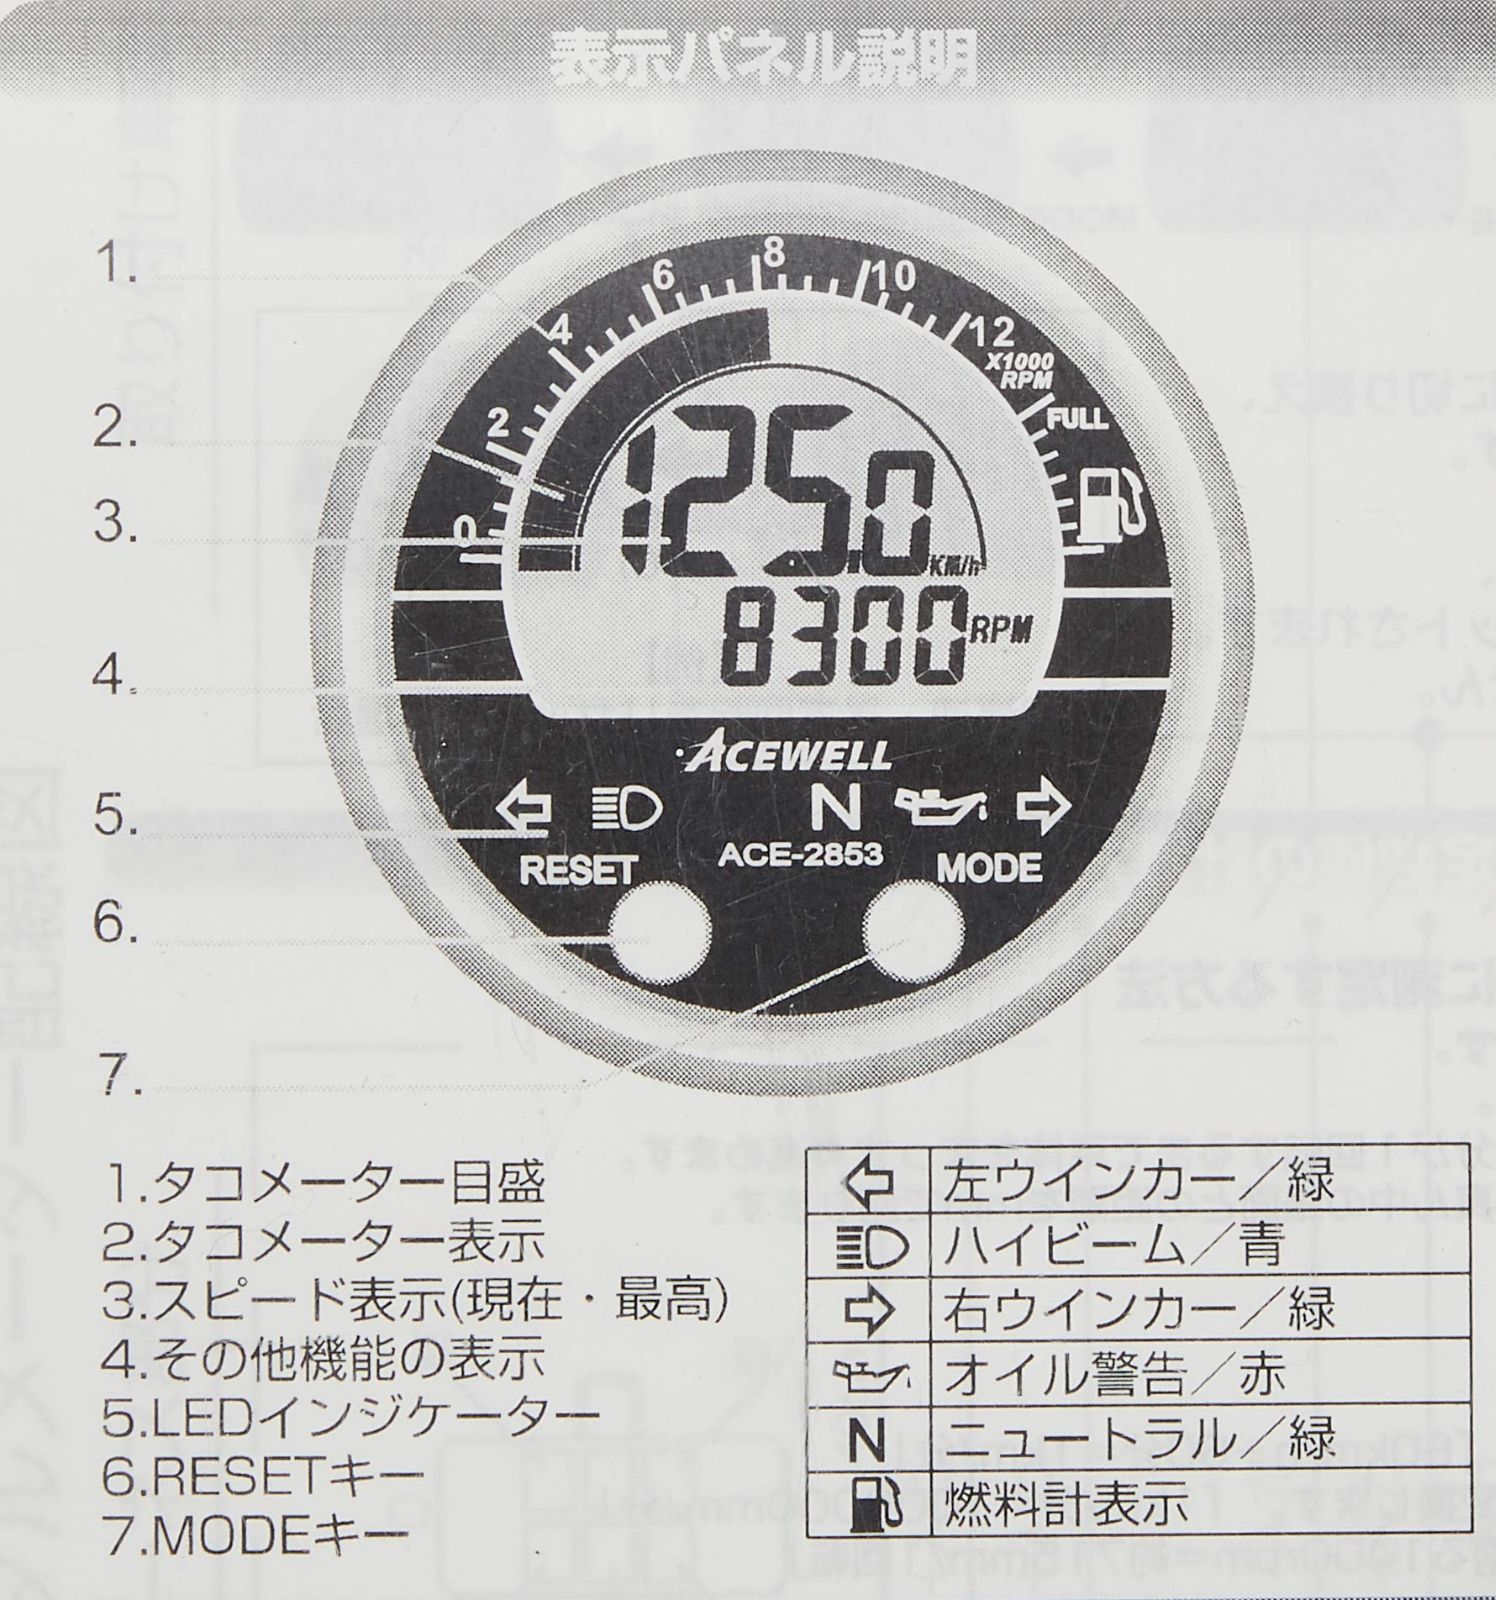 表示パネル説明
1.
2.
3.
4.
5.
6.
7.
0
2
4
6
8
10
12
X1000
RPM
FULL
125.0 KM/h
8300 RPM
ACEWELL
N
ACE-2853
RESET
MODE
1.タコメーター目盛
2.タコメーター表示
3.スピード表示(現在・最高)
4.その他機能の表示
5.LEDインジケーター
6.RESETキー
7.MODEキー
左ウインカー／緑
ハイビーム／青
右ウインカー／緑
オイル警告／赤
N ニュートラル／緑
燃料計表示